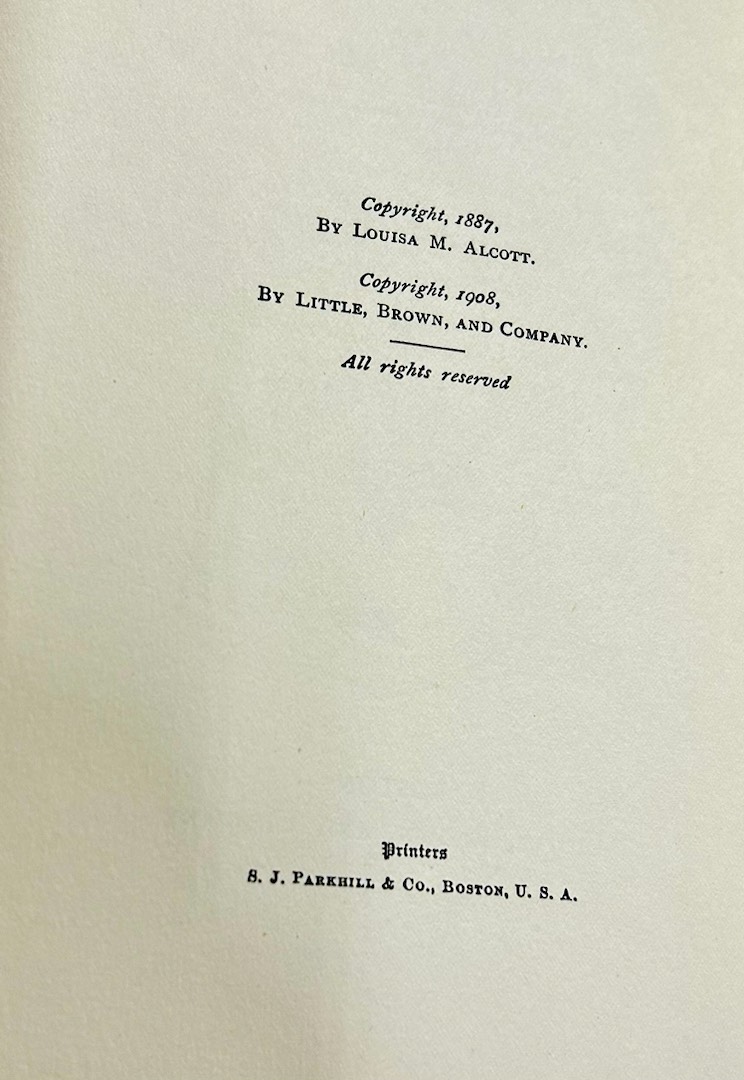 Copyright, 1887,
By Louisa M. Alcott.
Copyright, 1908,
By Little, Brown, and Company.
All rights reserved
Printers
S. J. Parkhill & Co., Boston, U. S. A.